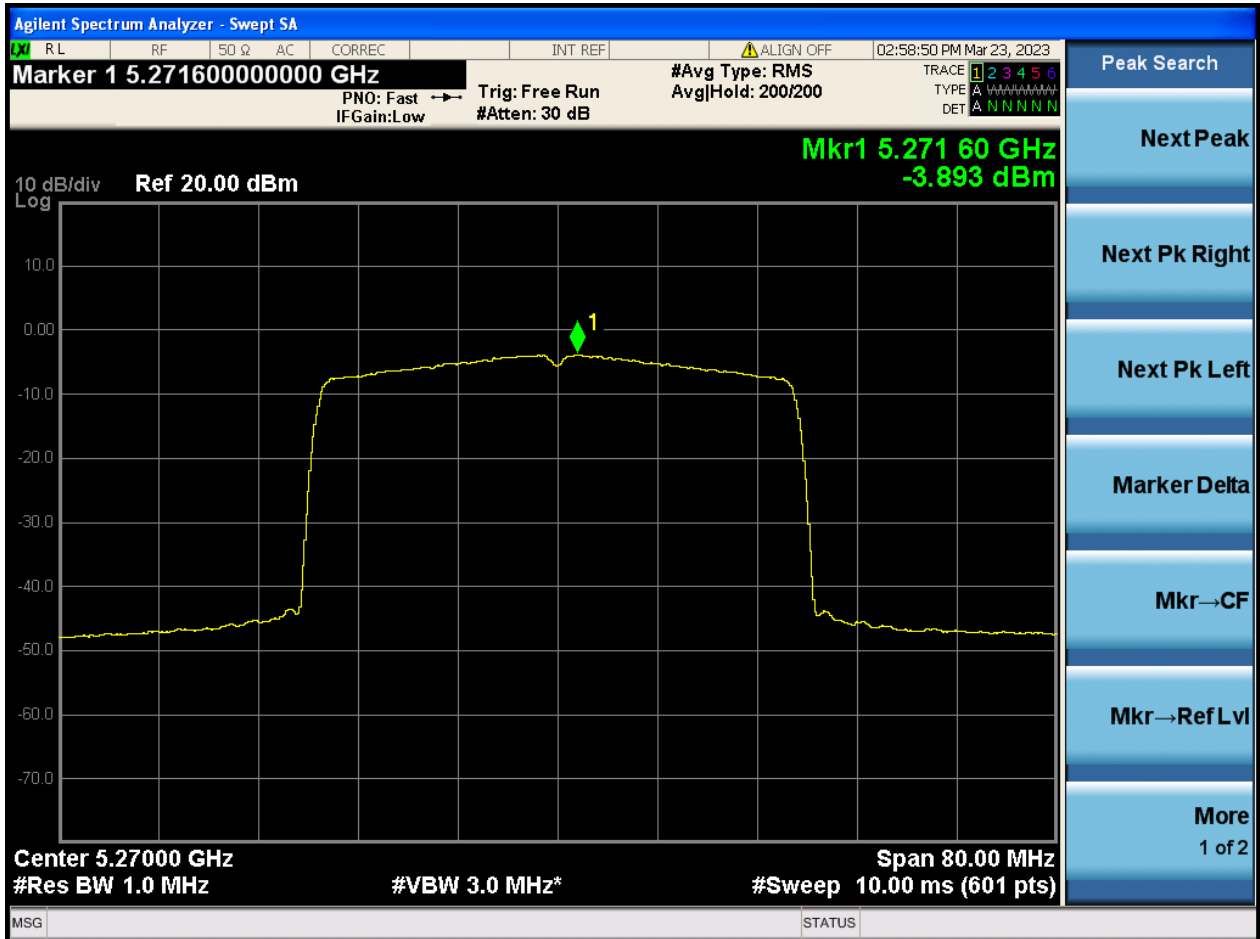 Agilent Spectrum Analyzer - Swept SA
LXI RL RF 50 Ω AC CORREC INT REF ALIGN OFF 02:58:50 PM Mar 23, 2023
Marker 1 5.271600000000 GHz
PNO: Fast
IFGain:Low
Trig: Free Run
#Atten: 30 dB
#Avg Type: RMS
Avg|Hold: 200/200
TRACE 1 2 3 4 5 6
TYPE A WWWWW
DET A N N N N N
Mkr1 5.271 60 GHz
-3.893 dBm
10 dB/div Ref 20.00 dBm
Log
10.0
0.00
-10.0
-20.0
-30.0
-40.0
-50.0
-60.0
-70.0
1
Center 5.27000 GHz Span 80.00 MHz
#Res BW 1.0 MHz #VBW 3.0 MHz* #Sweep 10.00 ms (601 pts)
MSG STATUS
Peak Search
Next Peak
Next Pk Right
Next Pk Left
Marker Delta
Mkr→CF
Mkr→Ref Lvl
More
1 of 2